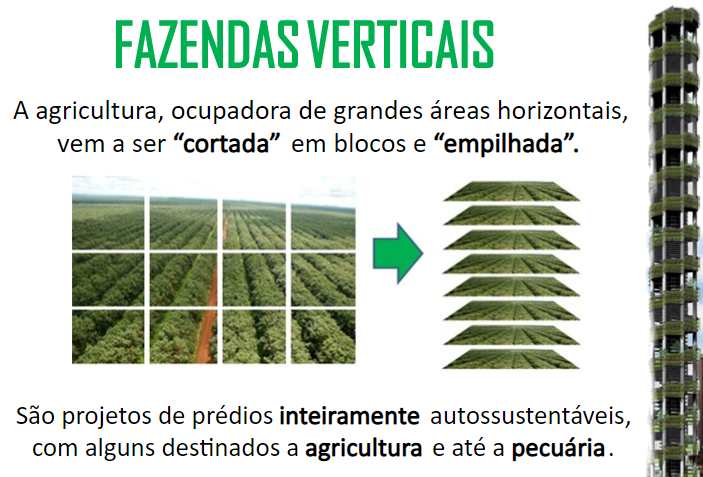 FAZENDAS VERTICAIS
A agricultura, ocupadora de grandes áreas horizontais,
vem a ser “cortada” em blocos e “empilhada”.
São projetos de prédios inteiramente autossustentáveis,
com alguns destinados a agricultura e até a pecuária.